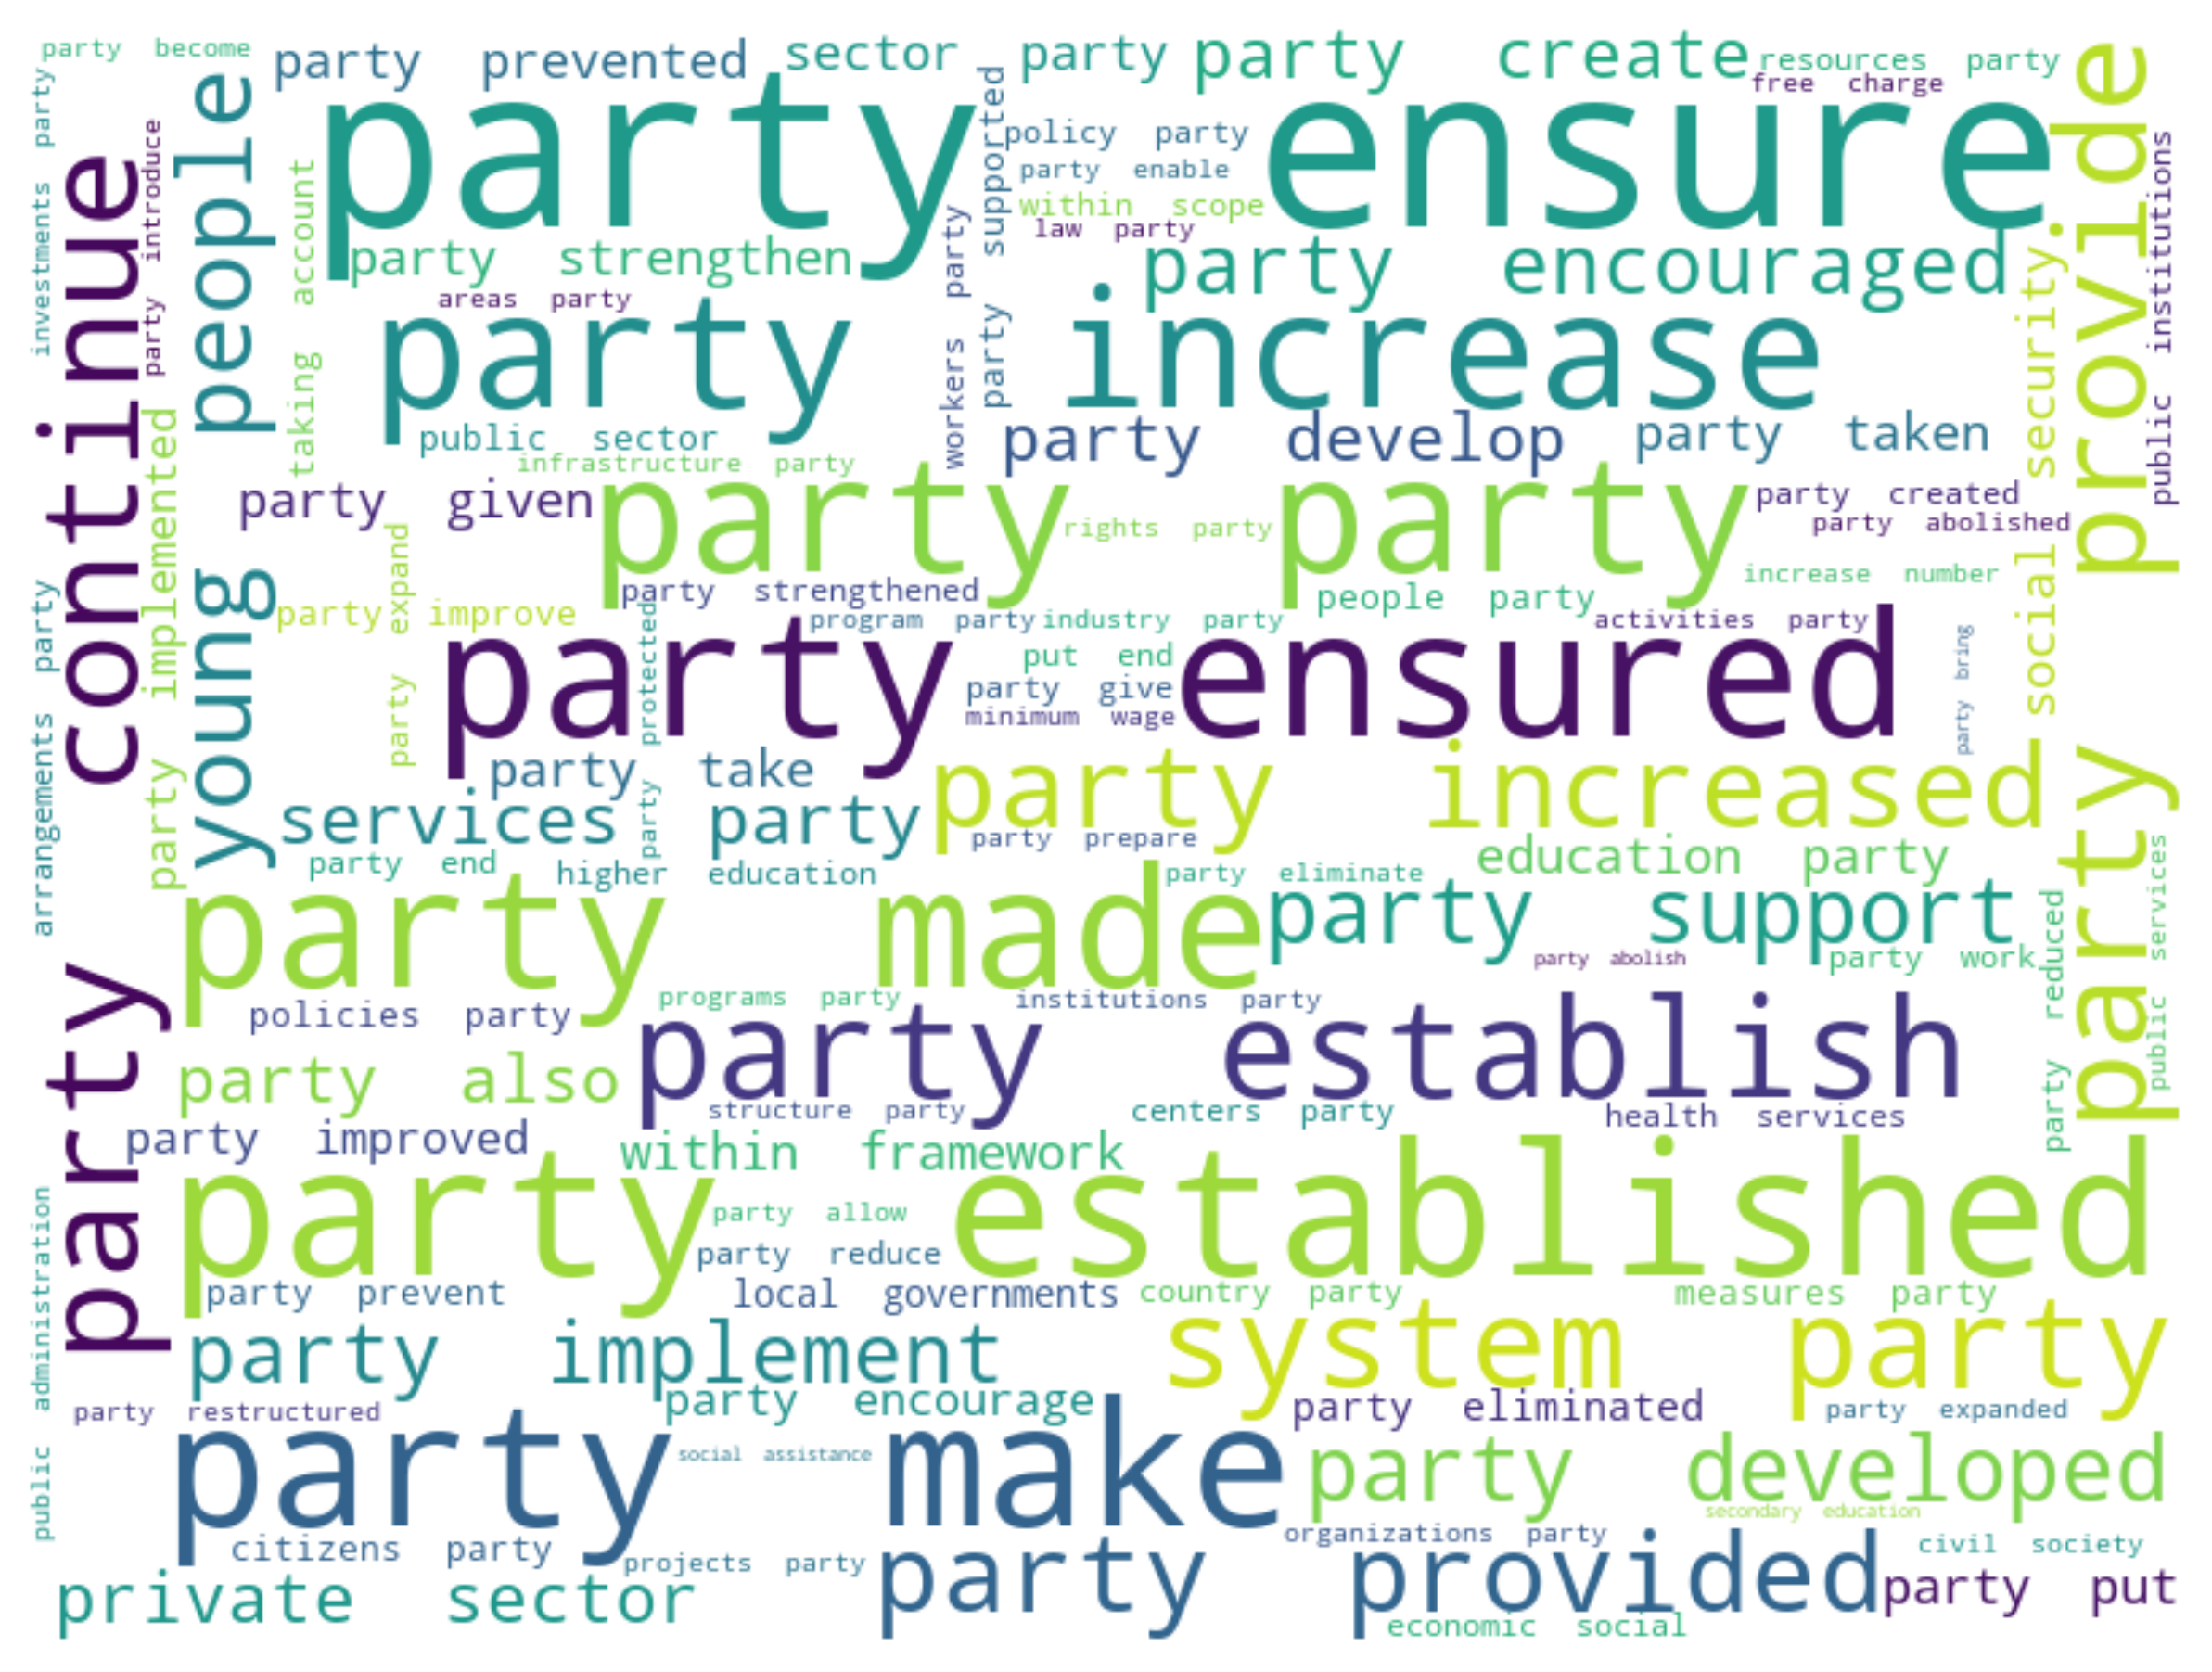 party become
party prevented
sector party
party create
resources party
free charge
party ensure
policy party
party enable
within scope
law party
party strengthen
party encouraged
areas party
party increase
public sector
party develop
party taken
infrastructure party
party given
party party
rights party
party created
party abolished
increase number
party strengthened
people party
party improve
program party
industry party
activities party
party ensured
put end
party give
minimum wage
party take
party increased
services party
party prepare
party end
higher education
education party
party eliminate
party made
party support
party abolish
party work
programs party
institutions party
policies party
party establish
party also
structure party
centers party
health services
party improved
within framework
party established
party allow
party reduce
party prevent
local governments
country party
measures party
party implement
system party
party encourage
party eliminated
party expanded
party restructured
party make
social assistance
party developed
secondary education
organizations party
citizens party
projects party
civil society
private sector
party provided
party put
economic social
investments party
arrangements party
public administration
party continue
party introduce
party implemented
young people
taking account
party expand
party protected
workers party
party supported
party bring
social security.
party reduced
party provide
public institutions
public services